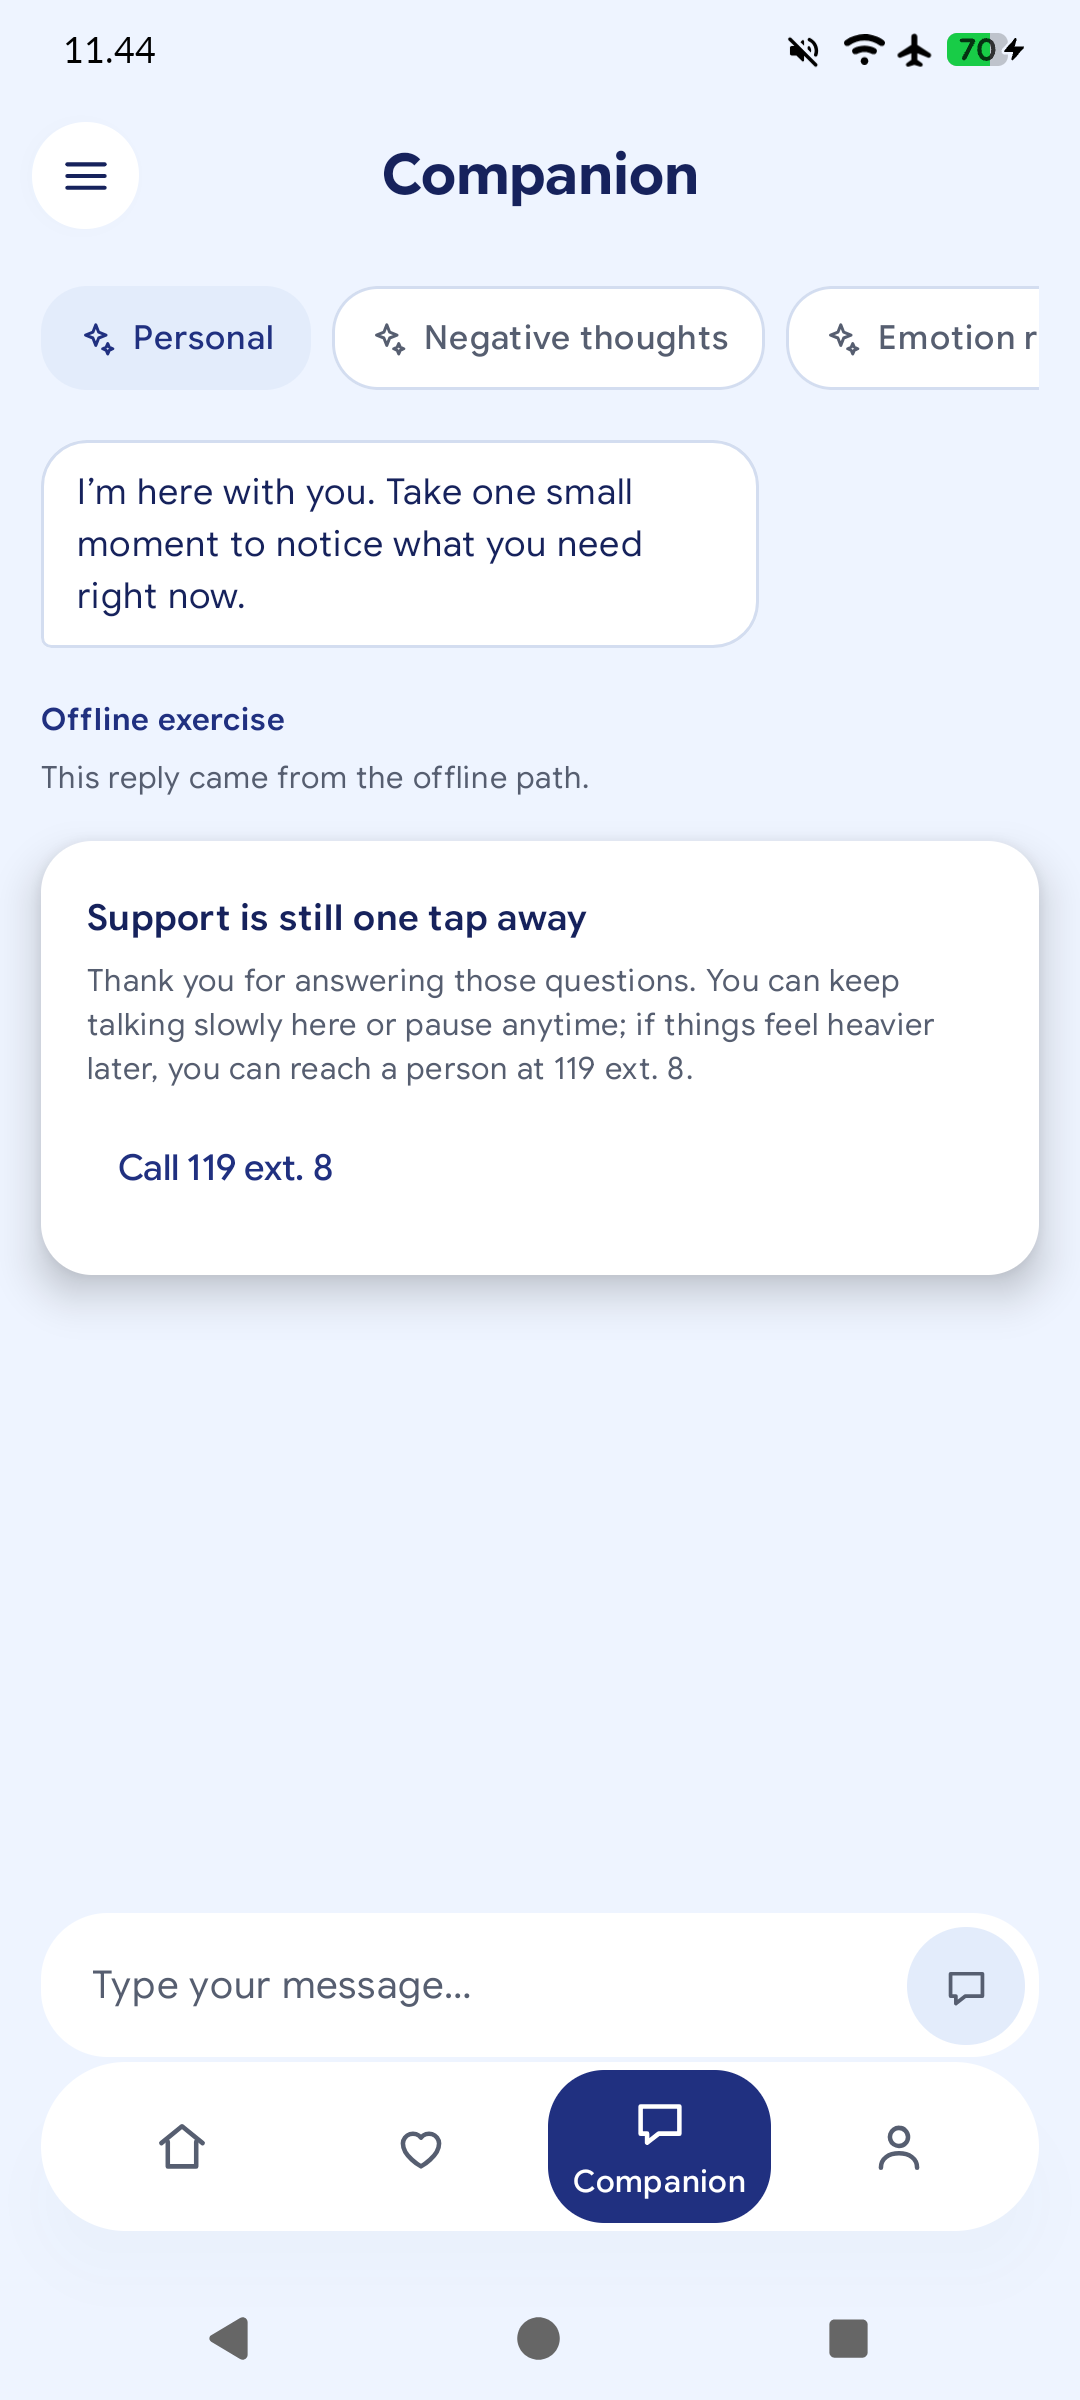 11.44
70
Companion
Personal
Negative thoughts
Emotion r
I’m here with you. Take one small
moment to notice what you need
right now.
Offline exercise
This reply came from the offline path.
Support is still one tap away
Thank you for answering those questions. You can keep
talking slowly here or pause anytime; if things feel heavier
later, you can reach a person at 119 ext. 8.
Call 119 ext. 8
Type your message...
Companion